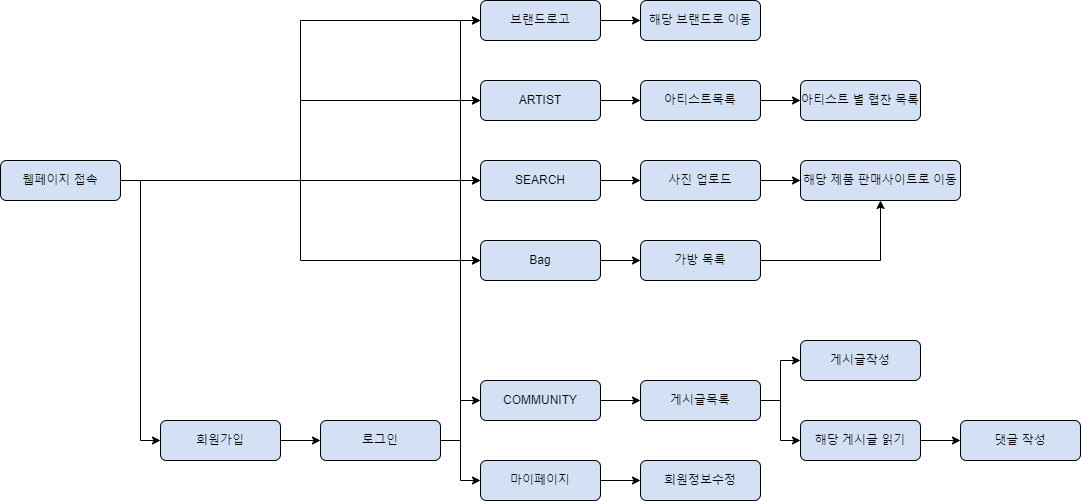 브랜드로고
해당 브랜드로 이동
ARTIST
아티스트목록
아티스트 별 협찬 목록
웹페이지 접속
SEARCH
사진 업로드
해당 제품 판매사이트로 이동
Bag
가방 목록
게시글작성
COMMUNITY
게시글목록
회원가입
로그인
해당 게시글 읽기
댓글 작성
마이페이지
회원정보수정